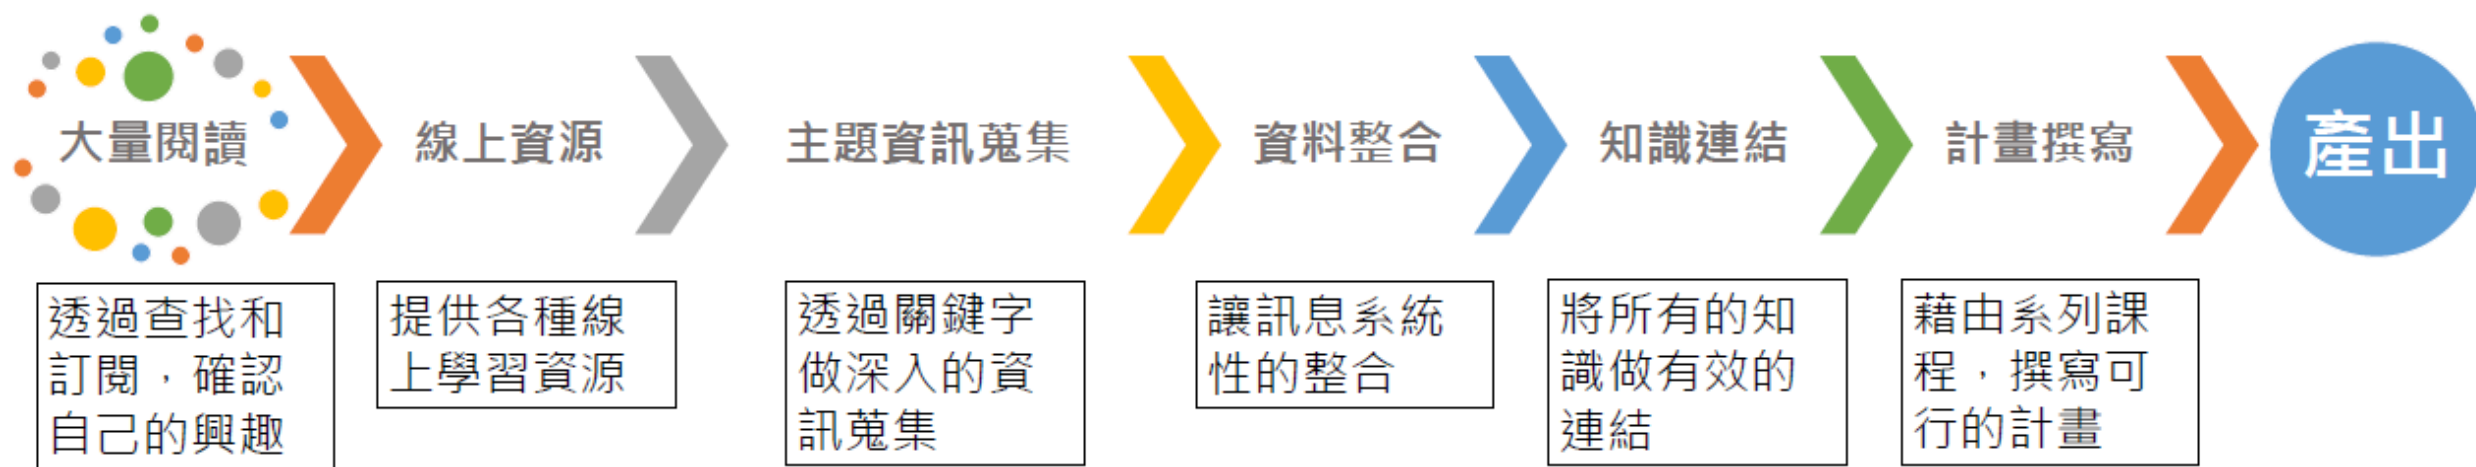 大量閱讀
線上資源
主題資訊蒐集
資料整合
知識連結
計畫撰寫
產出
透過查找和
訂閱，確認
自己的興趣
提供各種線
上學習資源
透過關鍵字
做深入的資
訊蒐集
讓訊息系統
性的整合
將所有的知
識做有效的
連結
藉由系列課
程，撰寫可
行的計畫